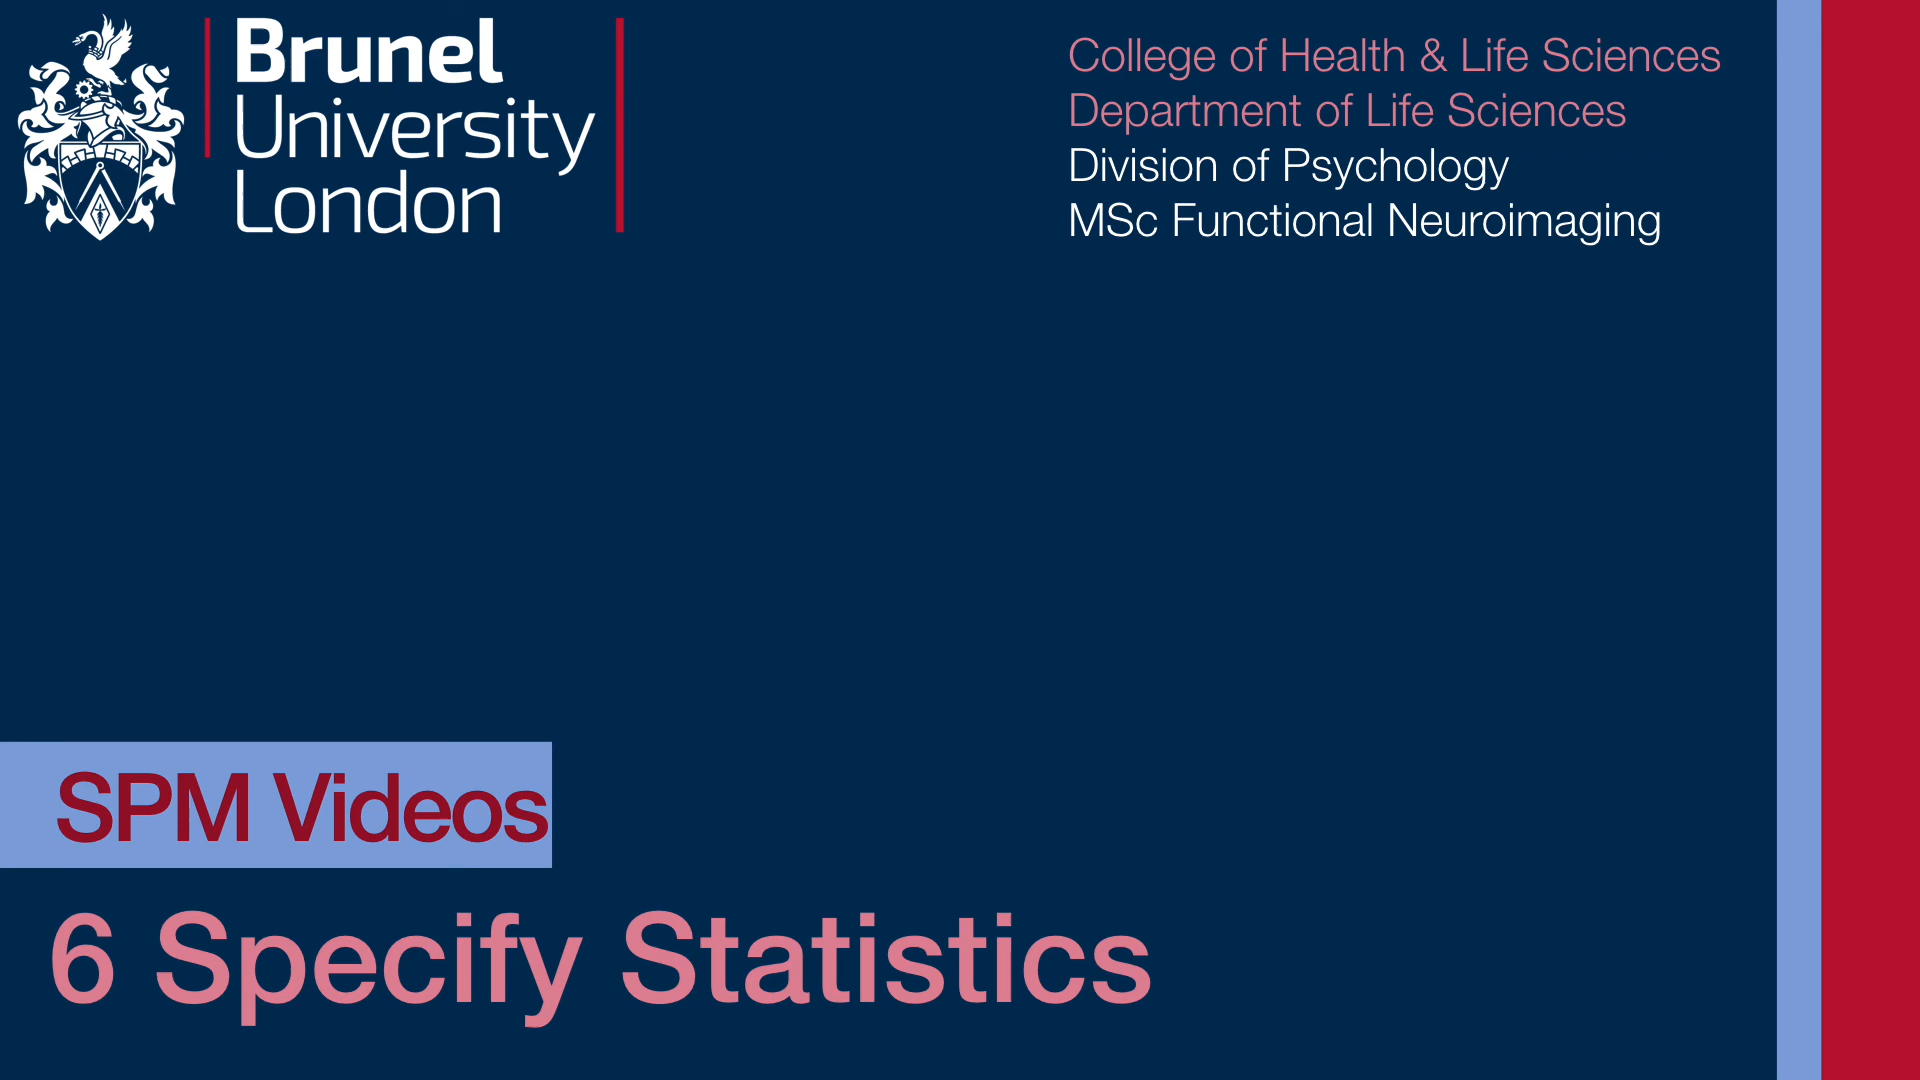 Brunel
University
London
College of Health & Life Sciences
Department of Life Sciences
Division of Psychology
MSc Functional Neuroimaging
SPM Videos
6 Specify Statistics